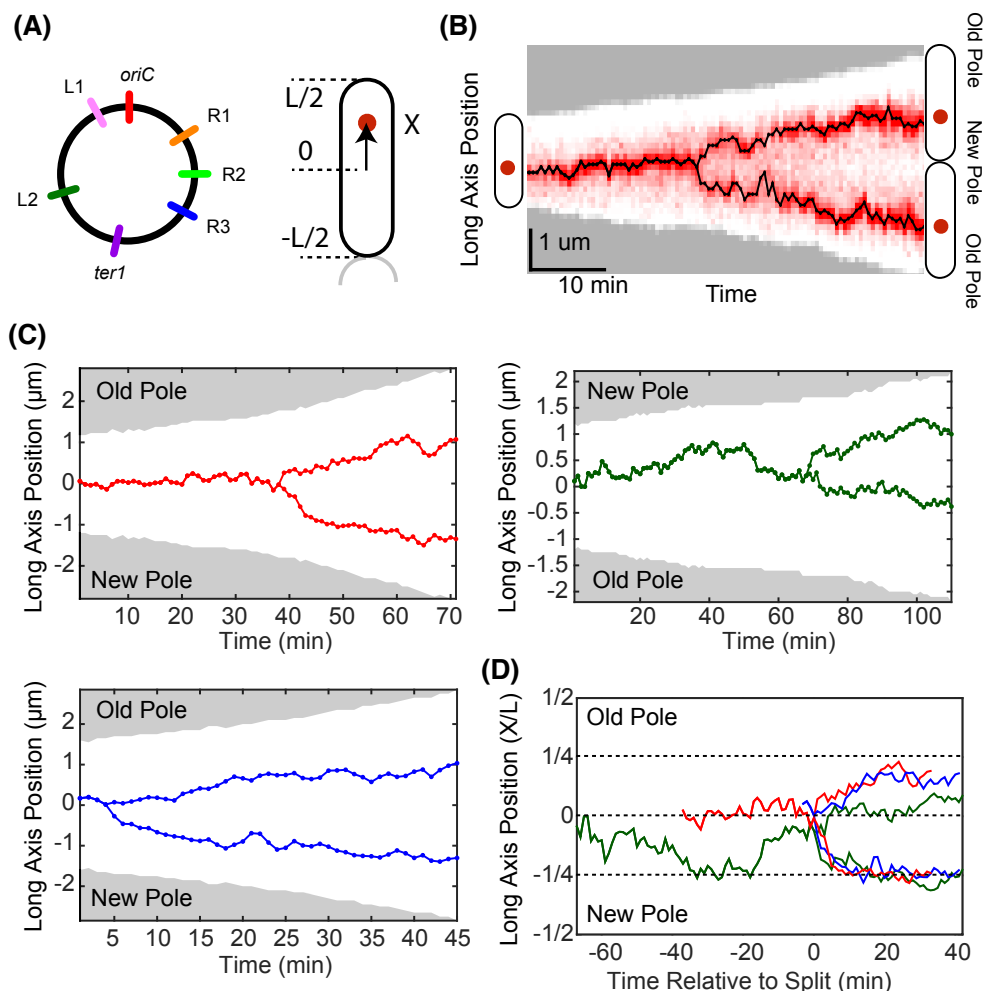 (A)
oriC
L1
R1
R2
L2
R3
ter1
L/2
X
0
-L/2
(B)
Long Axis Position
1 um
10 min
Time
Old Pole
New Pole
Old Pole
(C)
Long Axis Position (µm)
2
1
0
-1
-2
Old Pole
New Pole
10 20 30 40 50 60 70
Time (min)
Long Axis Position (µm)
2
1.5
1
0.5
0
-0.5
-1
-1.5
-2
New Pole
Old Pole
20 40 60 80 100
Time (min)
Long Axis Position (µm)
2
1
0
-1
-2
Old Pole
New Pole
5 10 15 20 25 30 35 40 45
Time (min)
(D)
Long Axis Position (X/L)
1/2
1/4
0
-1/4
-1/2
Old Pole
New Pole
-60 -40 -20 0 20 40
Time Relative to Split (min)